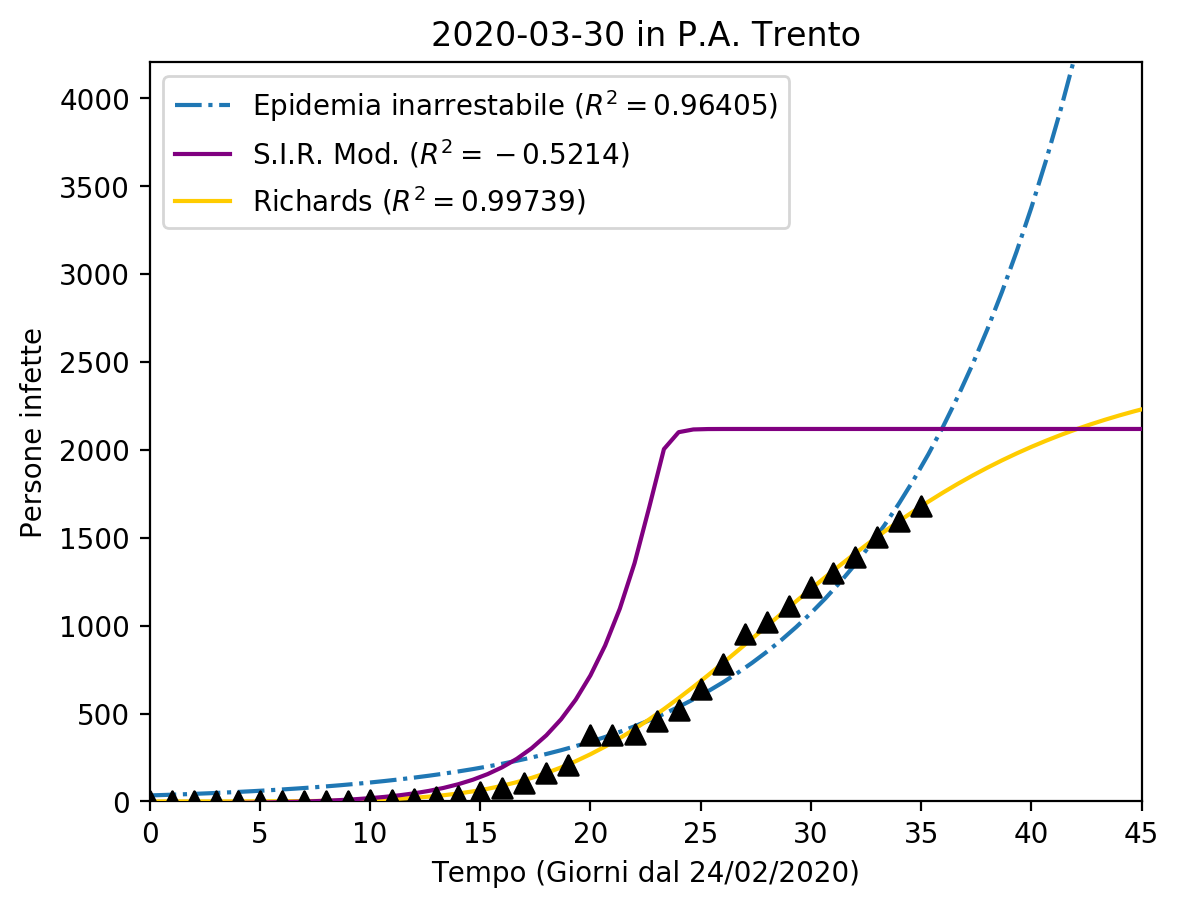 2020-03-30 in P.A. Trento
Epidemia inarrestabile (R² = 0.96405)
S.I.R. Mod. (R² = −0.5214)
Richards (R² = 0.99739)
Persone infette
4000
3500
3000
2500
2000
1500
1000
500
0
0 5 10 15 20 25 30 35 40 45
Tempo (Giorni dal 24/02/2020)